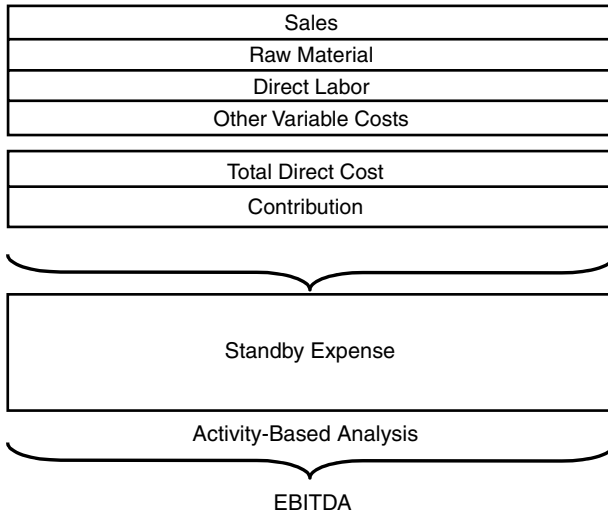 Sales
Raw Material
Direct Labor
Other Variable Costs
Total Direct Cost
Contribution
Standby Expense
Activity-Based Analysis
EBITDA